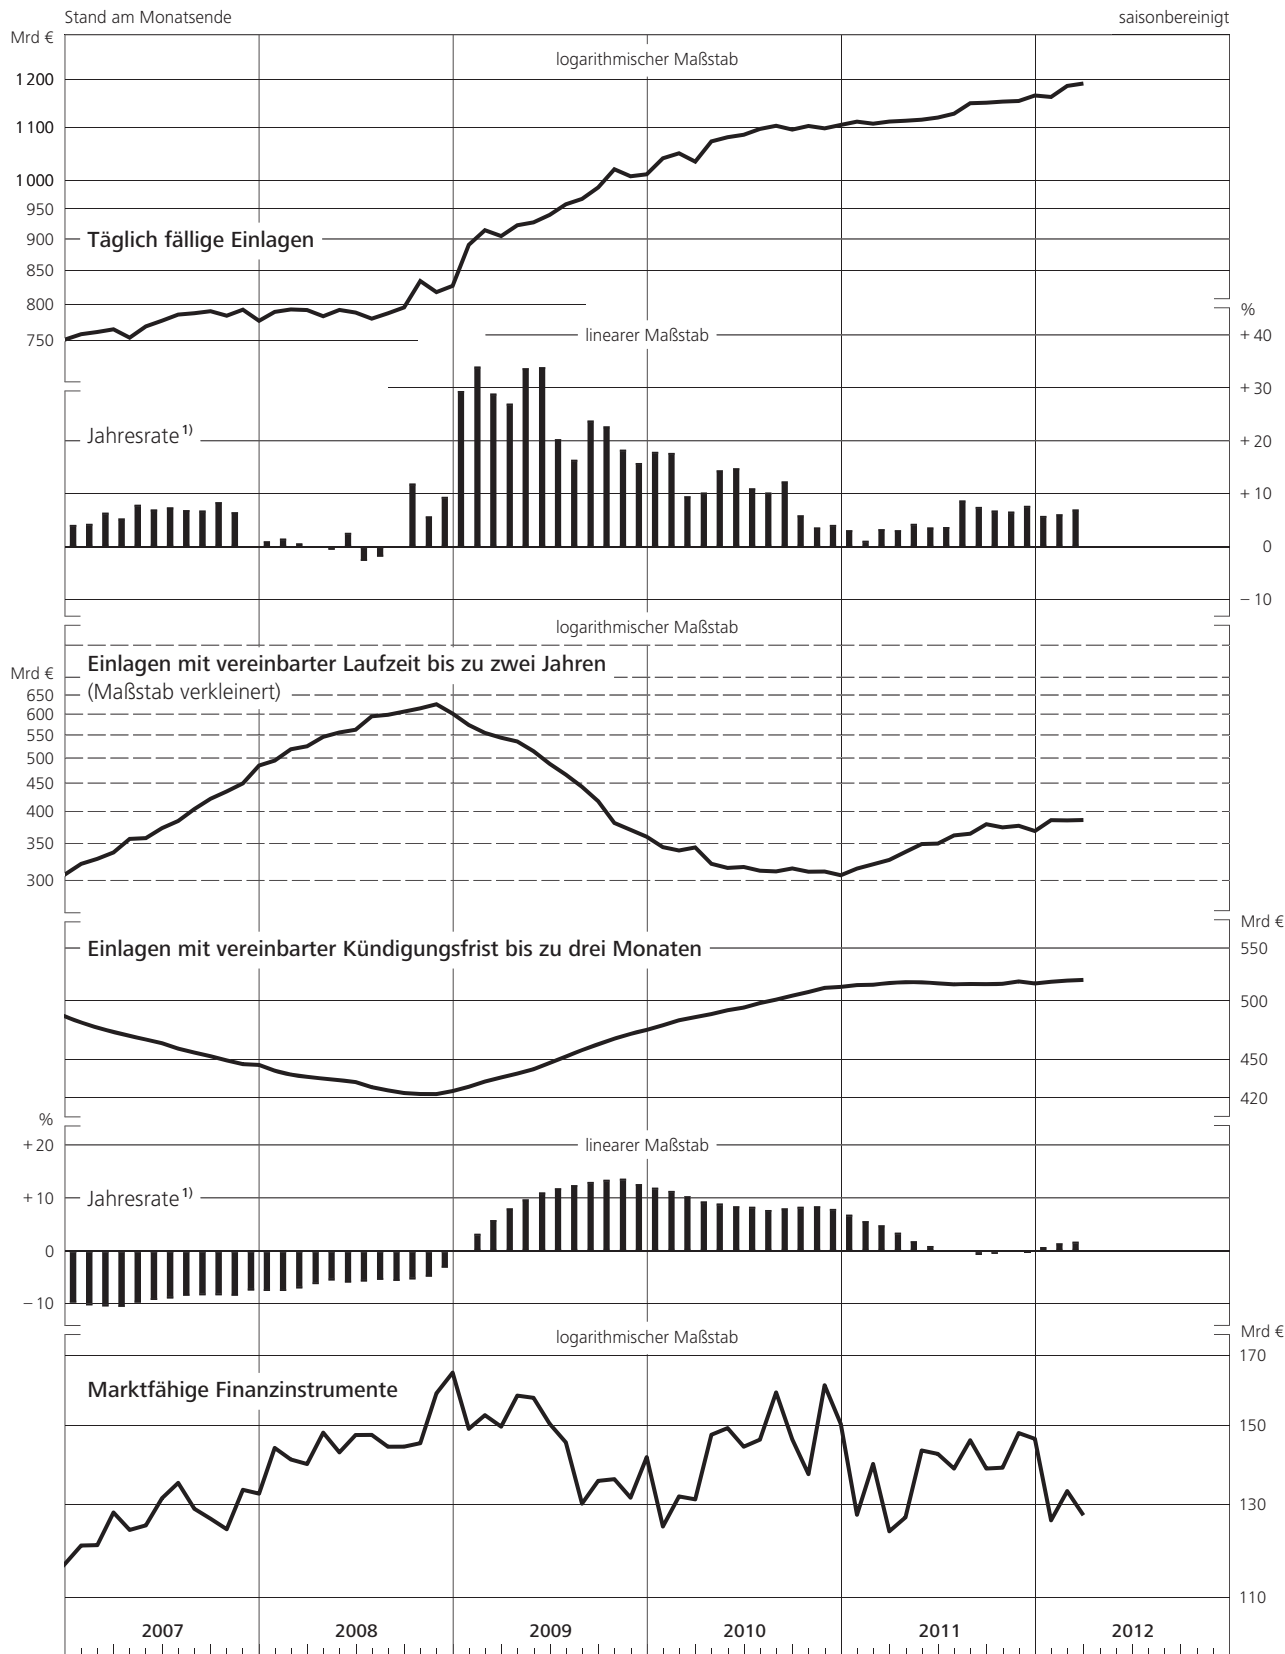 Stand am Monatsende
saisonbereinigt
Mrd €
logarithmischer Maßstab
1 200
1 100
1 000
950
900
Täglich fällige Einlagen
850
800
750
%
linearer Maßstab
+ 40
+ 30
Jahresrate 1)
+ 20
+ 10
0
− 10
logarithmischer Maßstab
Mrd €
Einlagen mit vereinbarter Laufzeit bis zu zwei Jahren
(Maßstab verkleinert)
650
600
550
500
450
400
350
300
Mrd €
Einlagen mit vereinbarter Kündigungsfrist bis zu drei Monaten
550
500
450
420
%
+ 20
linearer Maßstab
+ 10
Jahresrate 1)
0
− 10
logarithmischer Maßstab
Mrd €
170
Marktfähige Finanzinstrumente
150
130
110
2007 2008 2009 2010 2011 2012